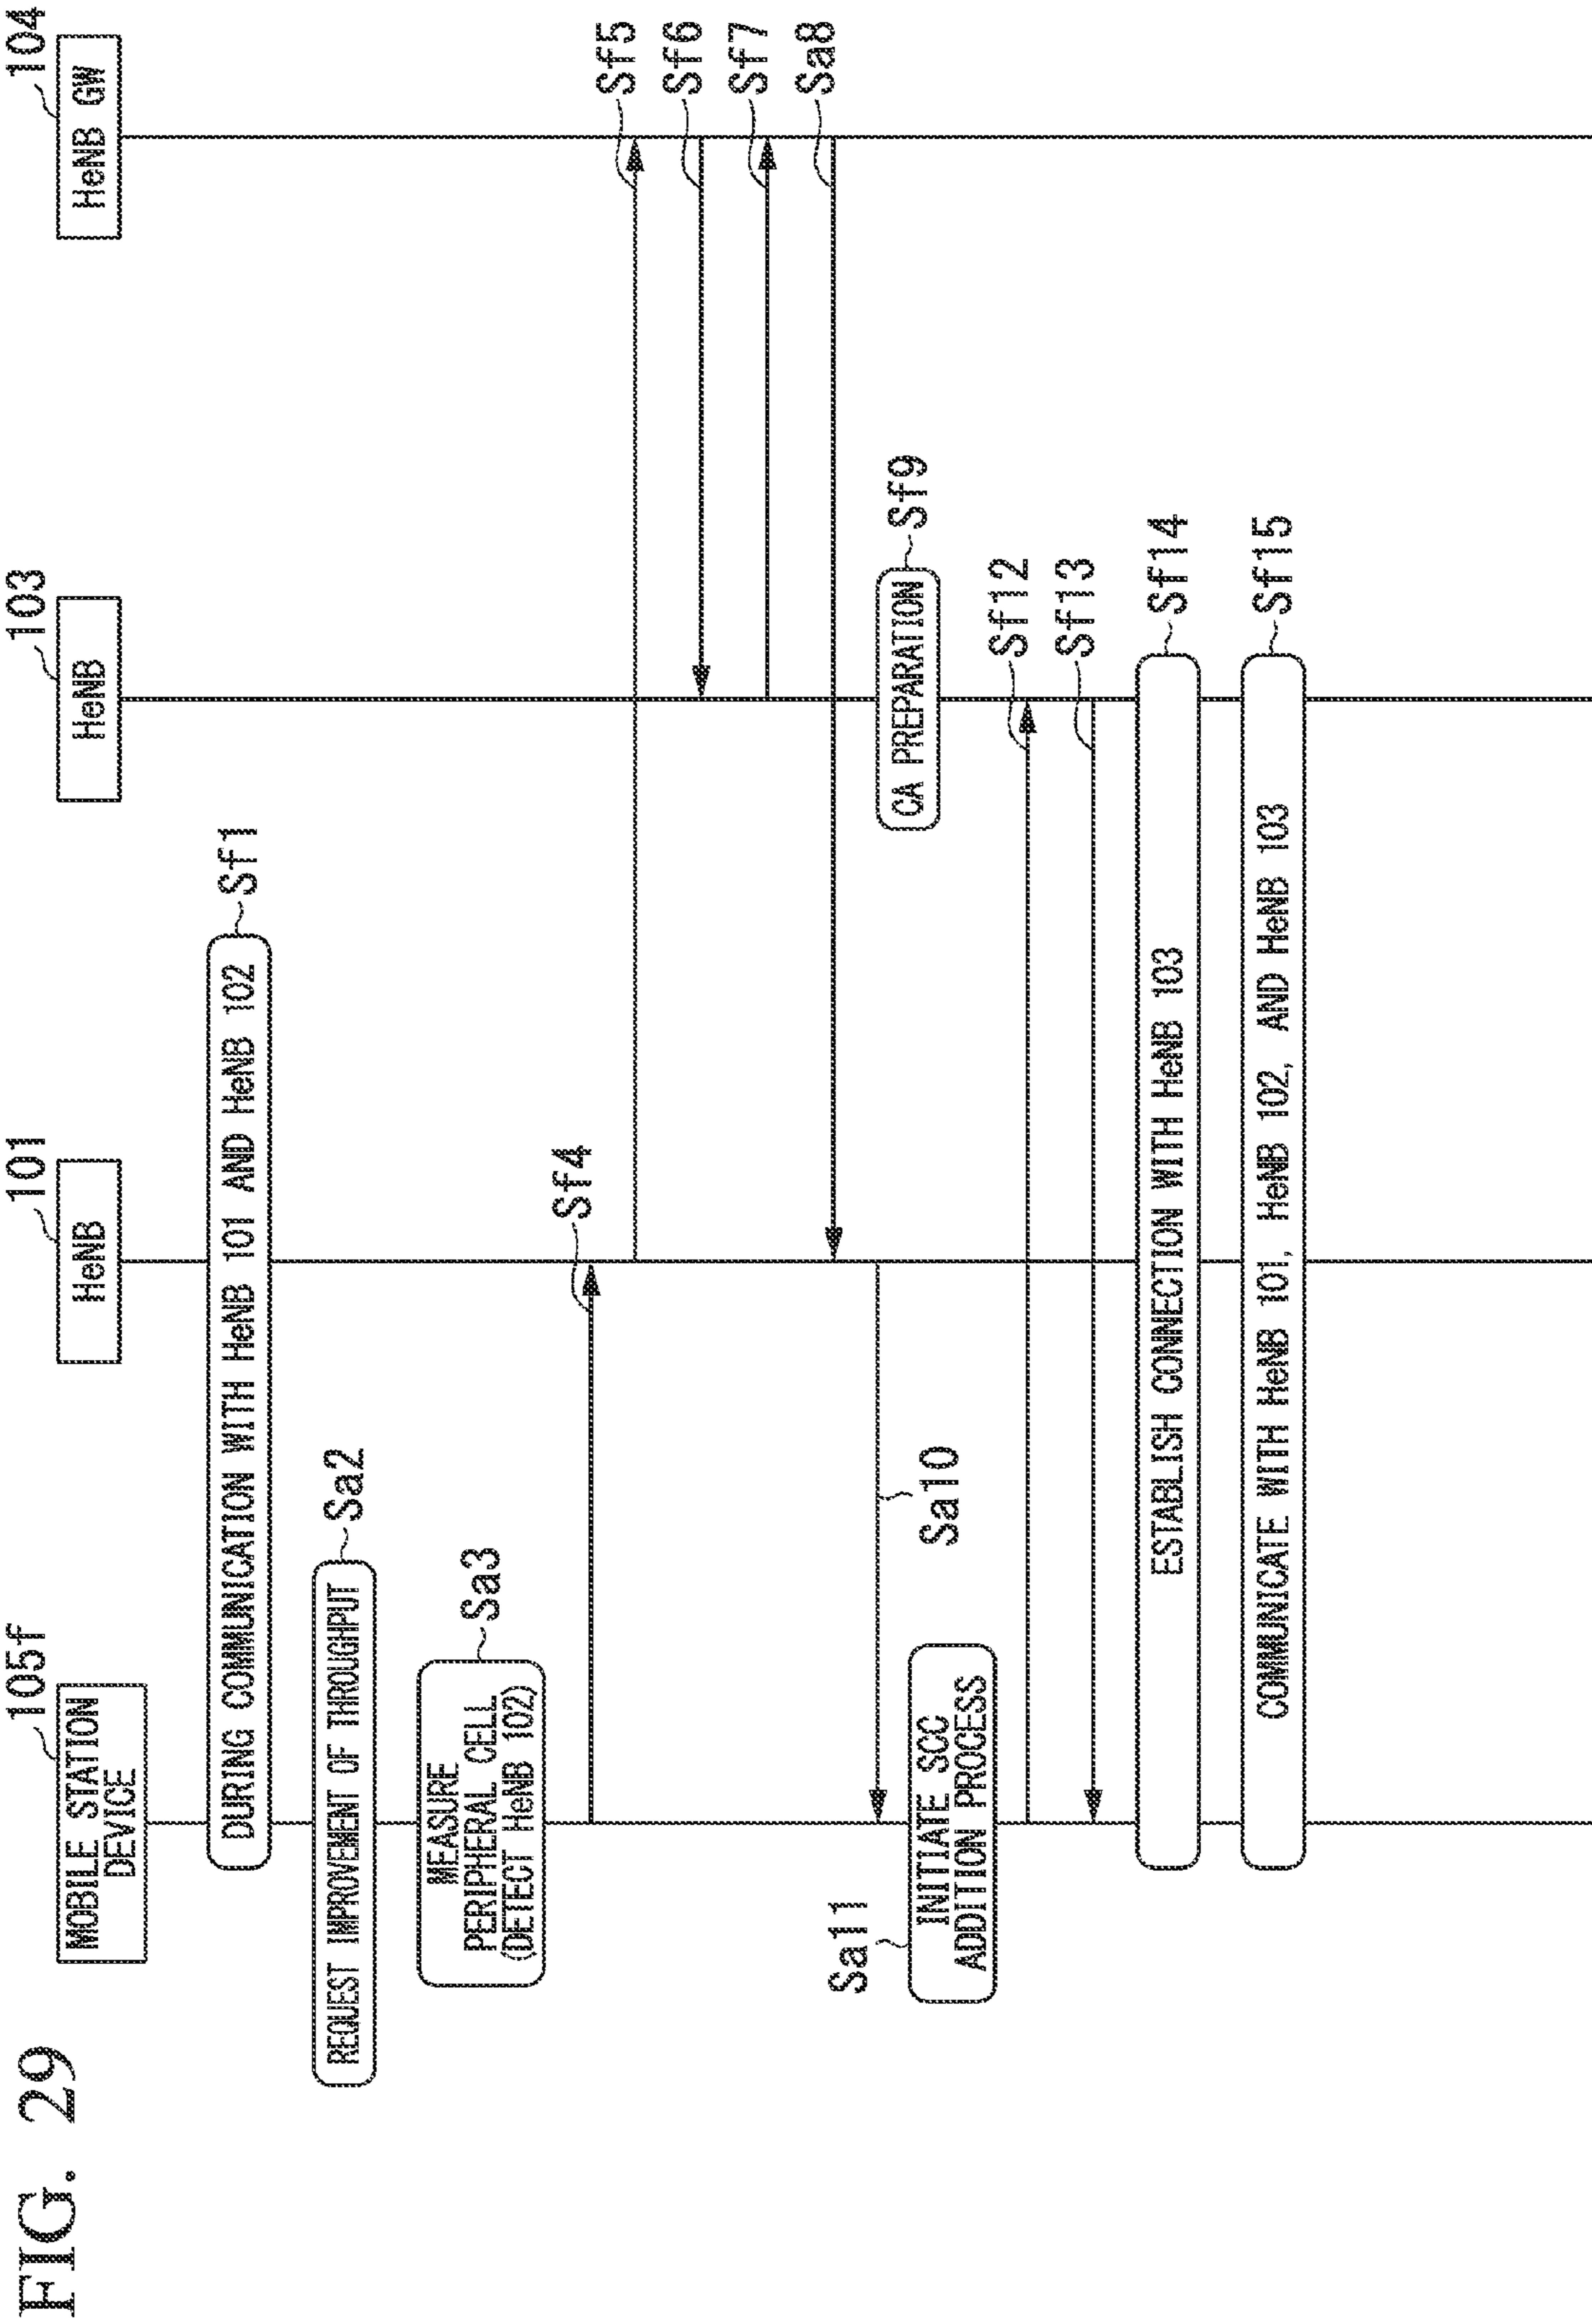 FIG. 29
105f
MOBILE STATION
DEVICE
101
HeNB
103
HeNB
104
HeNB GW
DURING COMMUNICATION WITH HeNB 101 AND HeNB 102
Sf1
REQUEST IMPROVEMENT OF THROUGHPUT
Sa2
MEASURE
PERIPHERAL CELL
(DETECT HeNB 102)
Sa3
Sf4
Sf5
Sf6
Sf7
Sa8
CA PREPARATION
Sf9
Sa10
Sa11
INITIATE SCC
ADDITION PROCESS
Sf12
Sf13
ESTABLISH CONNECTION WITH HeNB 103
Sf14
COMMUNICATE WITH HeNB 101, HeNB 102, AND HeNB 103
Sf15